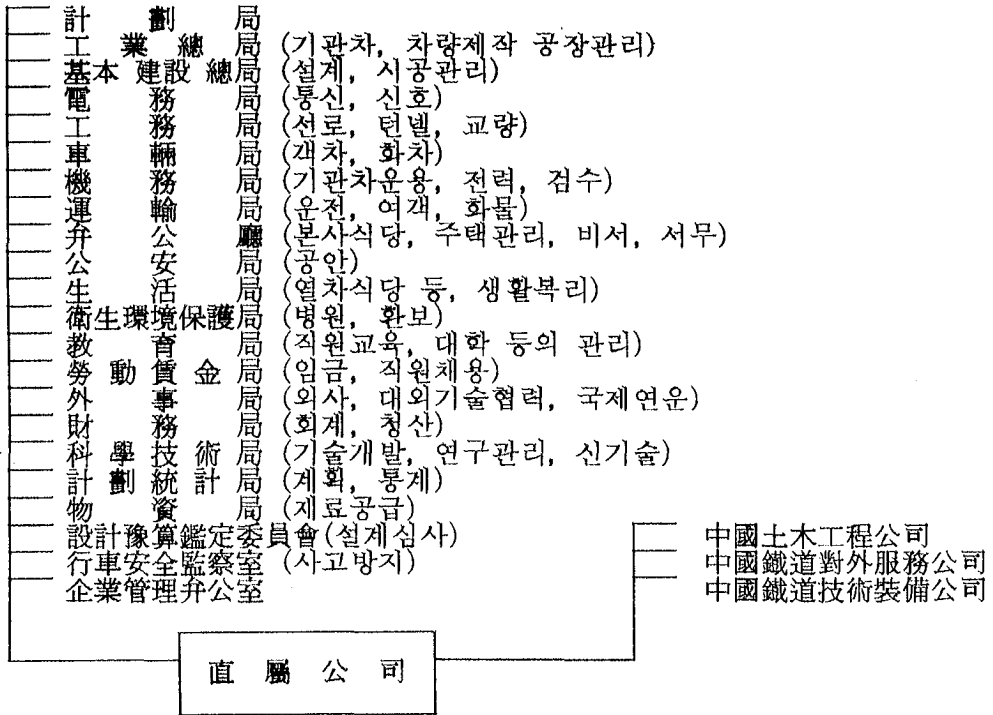 計劃局
工業總局 (기관차, 차량제작 공장관리)
基本建設總局 (설계, 시공관리)
電務局 (통신, 신호)
工務局 (선로, 턴넬, 교량)
車輛局 (객차, 화차)
機務局 (기관차운용, 전력, 검수)
運輸局 (운전, 여객, 화물)
弁公廳 (본사식당, 주택관리, 비서, 서무)
公安局 (공안)
生活局 (열차식당 등, 생활복리)
衛生環境保護局 (병원, 환보)
教育局 (직원교육, 대학 등의 관리)
勞動賃金局 (임금, 직원채용)
外事局 (외사, 대외기술협력, 국제연운)
財務局 (회계, 청산)
科學技術局 (기술개발, 연구관리, 신기술)
計劃統計局 (계획, 통계)
物資局 (재료공급)
設計豫算鑑定委員會 (설계심사)
行車安全監察室 (사고방지)
企業管理弁公室
中國土木工程公司
中國鐵道對外服務公司
中國鐵道技術裝備公司
直屬公司